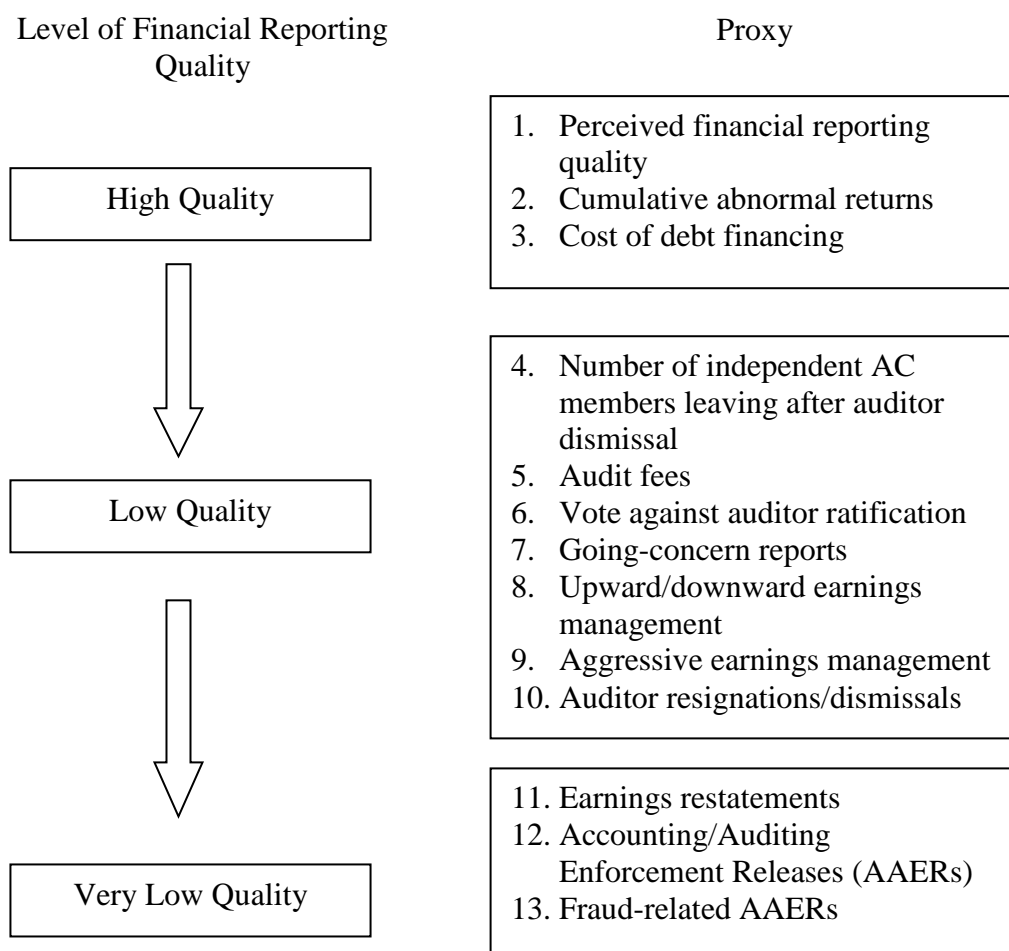 Level of Financial Reporting
Quality
Proxy
High Quality
1. Perceived financial reporting
quality
2. Cumulative abnormal returns
3. Cost of debt financing
Low Quality
4. Number of independent AC
members leaving after auditor
dismissal
5. Audit fees
6. Vote against auditor ratification
7. Going-concern reports
8. Upward/downward earnings
management
9. Aggressive earnings management
10. Auditor resignations/dismissals
Very Low Quality
11. Earnings restatements
12. Accounting/Auditing
Enforcement Releases (AAERs)
13. Fraud-related AAERs